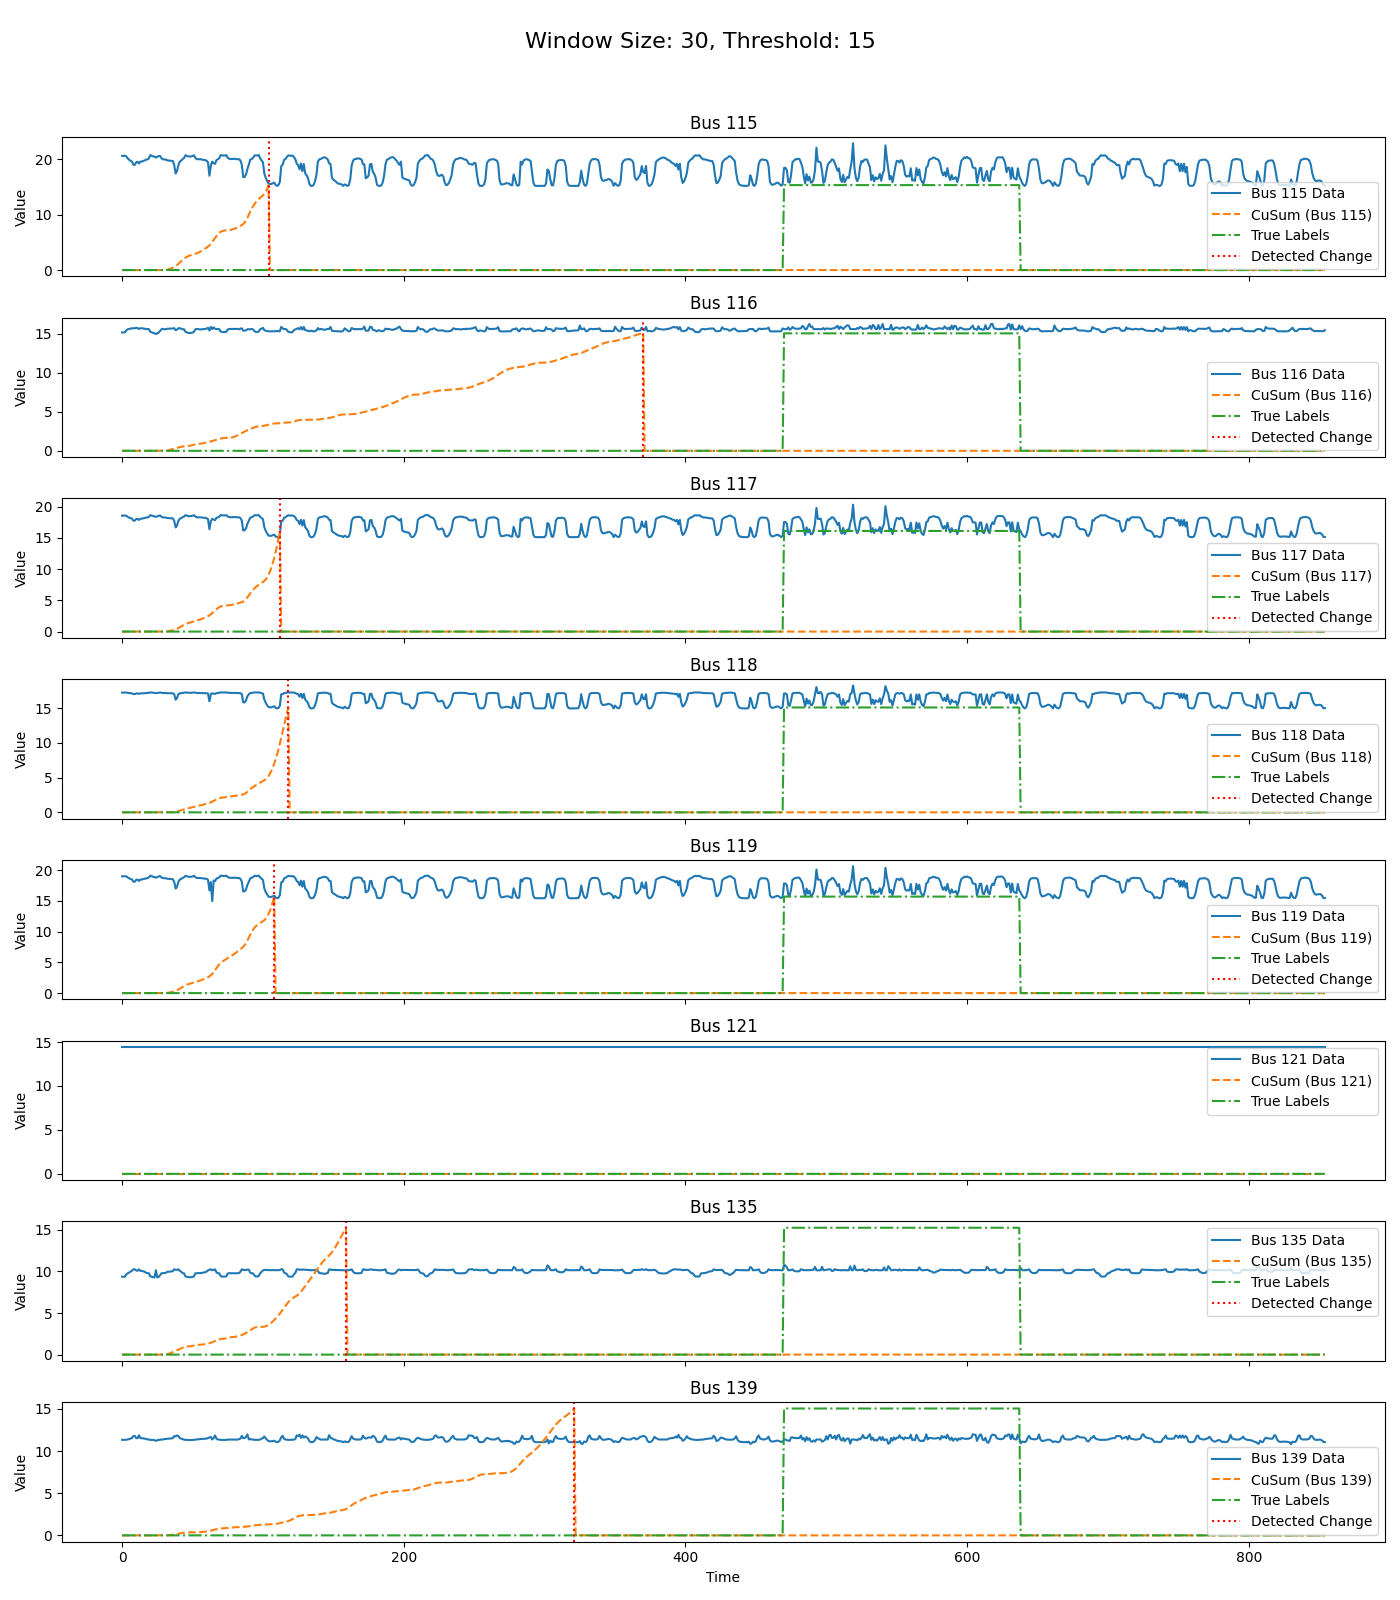 Window Size: 30, Threshold: 15
Bus 115
Value
20
10
0
Bus 115 Data
CuSum (Bus 115)
True Labels
Detected Change
Bus 116
Value
15
10
5
0
Bus 116 Data
CuSum (Bus 116)
True Labels
Detected Change
Bus 117
Value
20
15
10
5
0
Bus 117 Data
CuSum (Bus 117)
True Labels
Detected Change
Bus 118
Value
15
10
5
0
Bus 118 Data
CuSum (Bus 118)
True Labels
Detected Change
Bus 119
Value
20
15
10
5
0
Bus 119 Data
CuSum (Bus 119)
True Labels
Detected Change
Bus 121
Value
15
10
5
0
Bus 121 Data
CuSum (Bus 121)
True Labels
Bus 135
Value
15
10
5
0
Bus 135 Data
CuSum (Bus 135)
True Labels
Detected Change
Bus 139
Value
15
10
5
0
Bus 139 Data
CuSum (Bus 139)
True Labels
Detected Change
0 200 400 600 800
Time